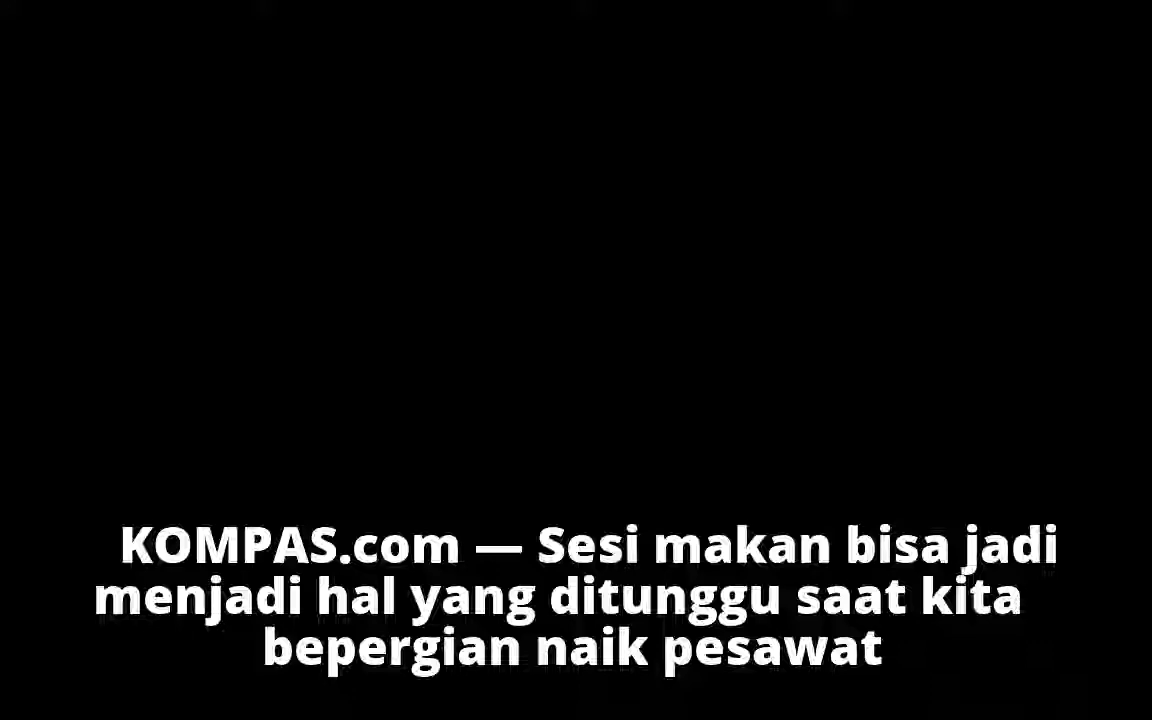 KOMPAS.com — Sesi makan bisa jadi
menjadi hal yang ditunggu saat kita
bepergian naik pesawat